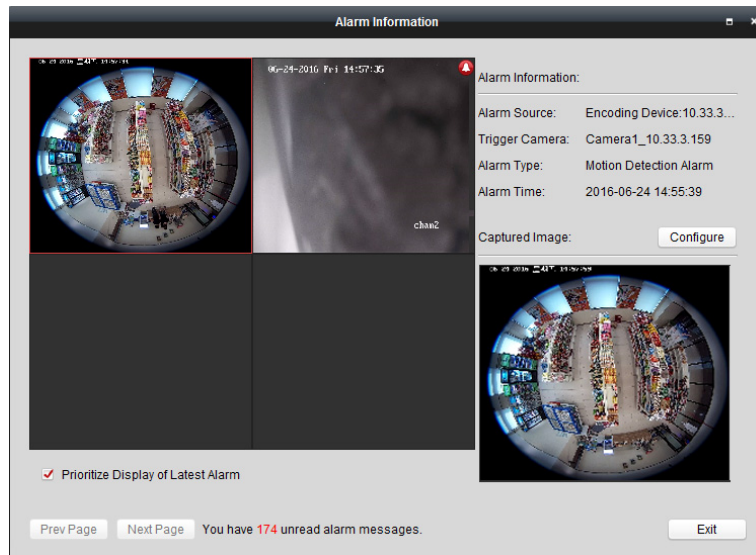 Alarm Information
06-24-2016 Fri 14:57:35
chan2
Alarm Information:
Alarm Source: Encoding Device:10.33.3...
Trigger Camera: Camera1_10.33.3.159
Alarm Type: Motion Detection Alarm
Alarm Time: 2016-06-24 14:55:39
Captured Image: Configure
Prioritize Display of Latest Alarm
Prev Page Next Page You have 174 unread alarm messages. Exit